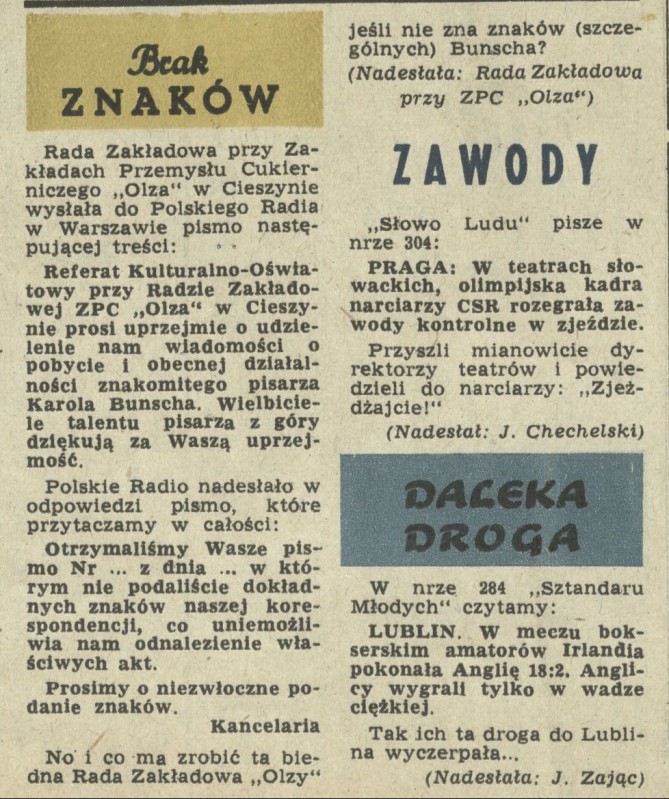 Brak
ZNAKÓW
Rada Zakładowa przy Za-
kładach Przemysłu Cukier-
niczego „Olza” w Cieszynie
wysłała do Polskiego Radia
w Warszawie pismo nastę-
pującej treści:
Referat Kulturalno-Oświa-
towy przy Radzie Zakłado-
wej ZPC „Olza” w Cieszy-
nie prosi uprzejmie o udzie-
lenie nam wiadomości o
pobycie i obecnej działal-
ności znakomitego pisarza
Karola Bunscha. Wielbicie-
le talentu pisarza z góry
dziękują za Waszą uprzej-
mość.
Polskie Radio nadesłało w
odpowiedzi pismo, które
przytaczamy w całości:
Otrzymaliśmy Wasze pis-
mo Nr ... z dnia ... w któ-
rym nie podaliście dokład-
nych znaków naszej kore-
spondencji, co uniemożli-
wia nam odnalezienie wła-
ściwych akt.
Prosimy o niezwłoczne po-
danie znaków.
Kancelaria
No i co ma zrobić ta bie-
dna Rada Zakładowa „Olzy”
jeśli nie zna znaków (szcze-
gólnych) Bunscha?
(Nadesłała: Rada Zakładowa
przy ZPC „Olza”)
ZAWODY
„Słowo Ludu” pisze w
nrze 304:
PRAGA: W teatrach sło-
wackich, olimpijska kadra
narciarzy CSR rozegrała za-
wody kontrolne w zjeździe.
Przyszli mianowicie dy-
rektorzy teatrów i powie-
dzieli do narciarzy: „Zjeż-
dżajcie!”
(Nadesłał: J. Chechelski)
DALEKA
DROGA
W nrze 284 „Sztandaru
Młodych” czytamy:
LUBLIN. W meczu bok-
serskim amatorów Irlandia
pokonała Anglię 18:2. Angli-
cy wygrali tylko w wadze
ciężkiej.
Tak ich ta droga do Lubli-
na wyczerpała...
(Nadesłała: J. Zając)